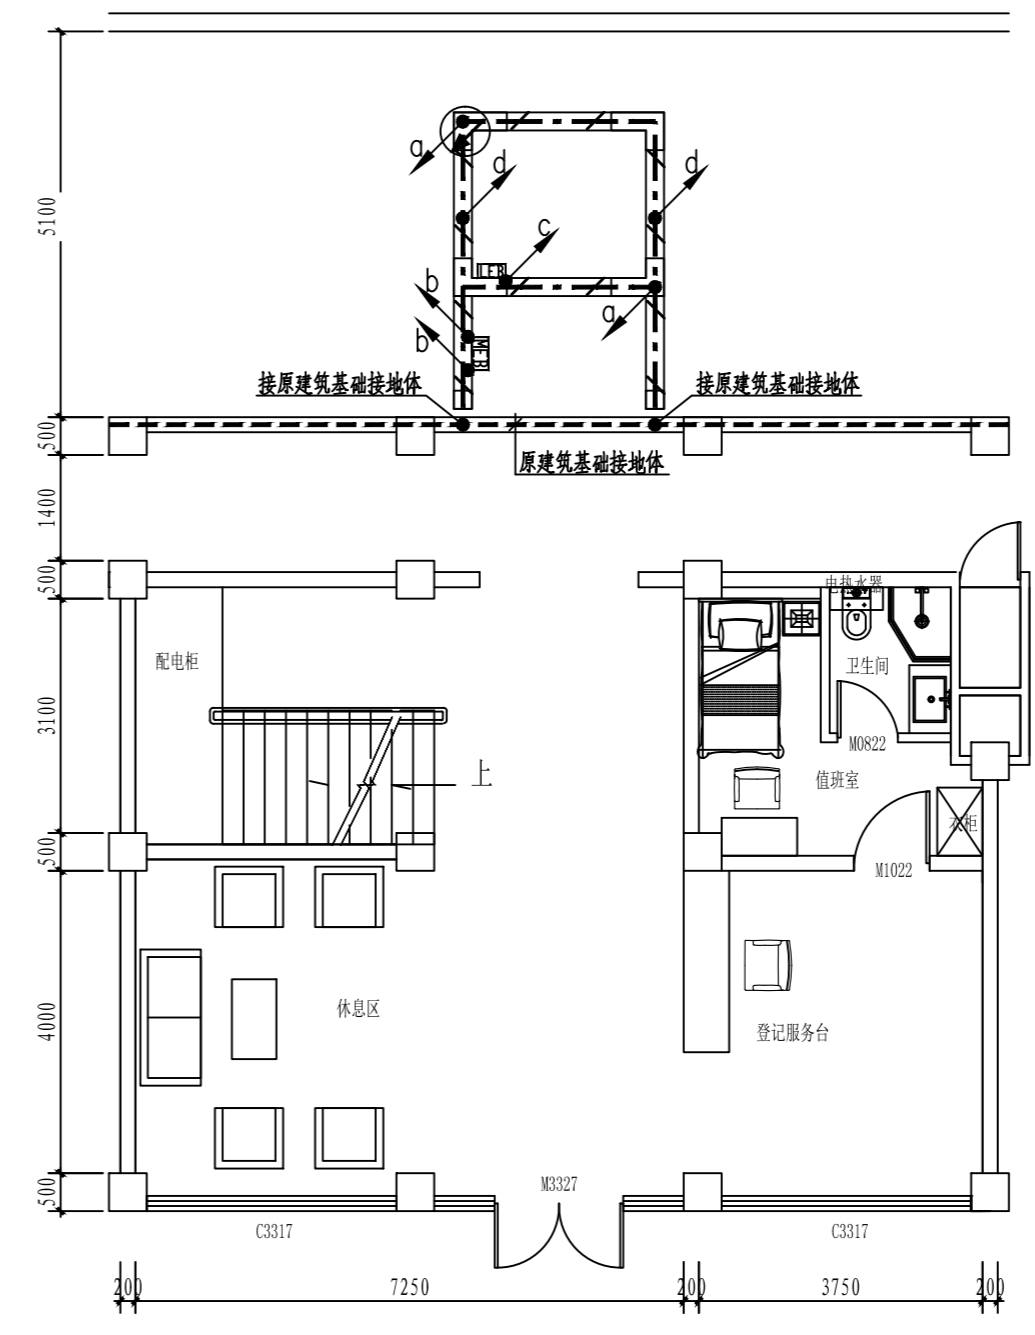 a
d
d
5100
c
LEB
b
a
MEB
b
接原建筑基础接地体
接原建筑基础接地体
500
原建筑基础接地体
1400
500
电热水器
配电柜
卫生间
3100
M0822
上
值班室
衣柜
500
M1022
休息区
4000
登记服务台
M3327
500
C3317
C3317
200
7250
200
3750
200